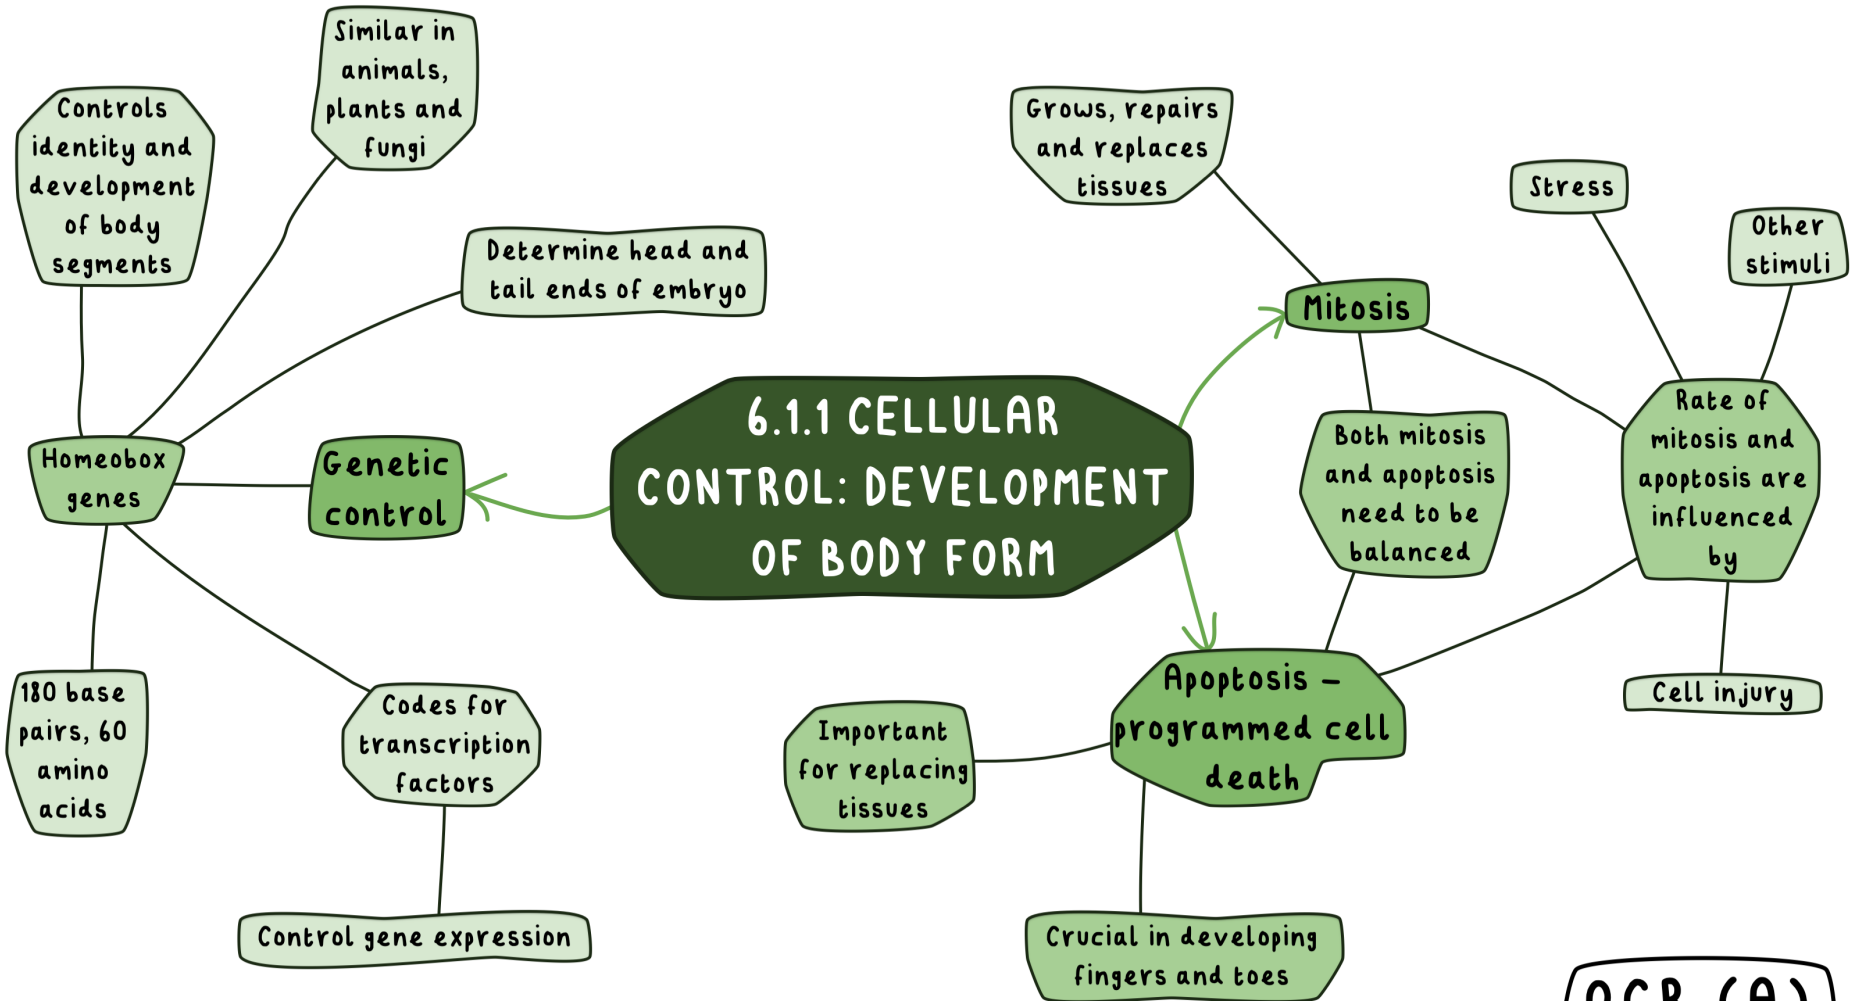 Similar in
animals,
plants and
fungi
Controls
identity and
development
of body
segments
Determine head and
tail ends of embryo
Homeobox
genes
Genetic
control
180 base
pairs, 60
amino
acids
Codes for
transcription
factors
Control gene expression
6.1.1 CELLULAR
CONTROL: DEVELOPMENT
OF BODY FORM
Grows, repairs
and replaces
tissues
Mitosis
Stress
Other
stimuli
Both mitosis
and apoptosis
need to be
balanced
Rate of
mitosis and
apoptosis are
influenced
by
Cell injury
Apoptosis –
programmed cell
death
Important
for replacing
tissues
Crucial in developing
fingers and toes
OCR (A)